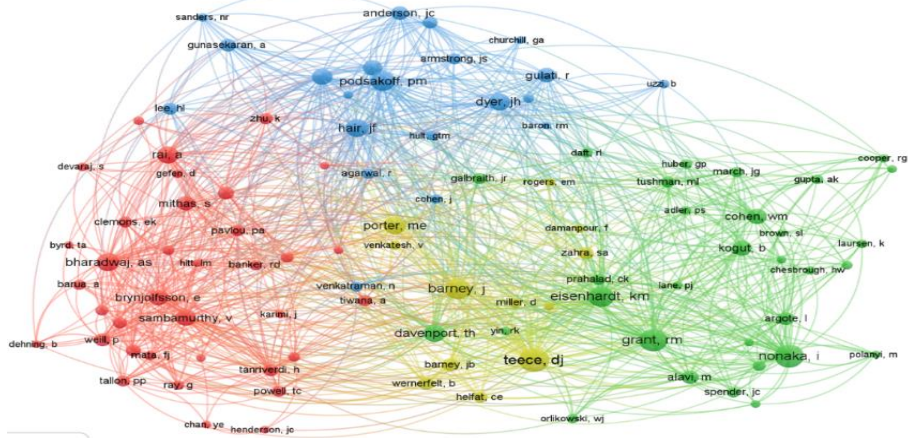 sanders, nr
anderson, jc
gunasekaran, a
churchill, ga
armstrong, js
podsakoff, pm
gulati, r
uzzi, b
dyer, jh
lee, hl
zhu, k
hair, jf
baron, rm
hult, gtm
daft, rl
cooper, rg
rai, a
devaraj, s
gefen, d
agarwal, r
galbraith, jr
huber, gp
march, jg
tushman, ml
gupta, ak
rogers, em
mithas, s
cohen, j
adler, ps
cohen, wm
clemons, ek
pavlou, pa
porter, me
damanpour, f
brown, sl
byrd, ta
venkatesh, v
kogut, b
laursen, k
zahra, sa
bharadwaj, as
hitt, lm
banker, rd
chesbrough, hw
barua, a
venkatraman, n
barney, j
prahalad, ck
lane, pj
brynjolfsson, e
tiwana, a
miller, d
eisenhardt, km
sambamurthy, v
karimi, j
argote, l
yin, rk
davenport, th
dehning, b
weill, p
grant, rm
mata, fj
teece, dj
nonaka, i
polanyi, m
barney, jb
tanriverdi, h
tallon, pp
ray, g
wernerfelt, b
alavi, m
powell, tc
helfat, ce
spender, jc
orlikowski, wj
chan, ye
henderson, jc